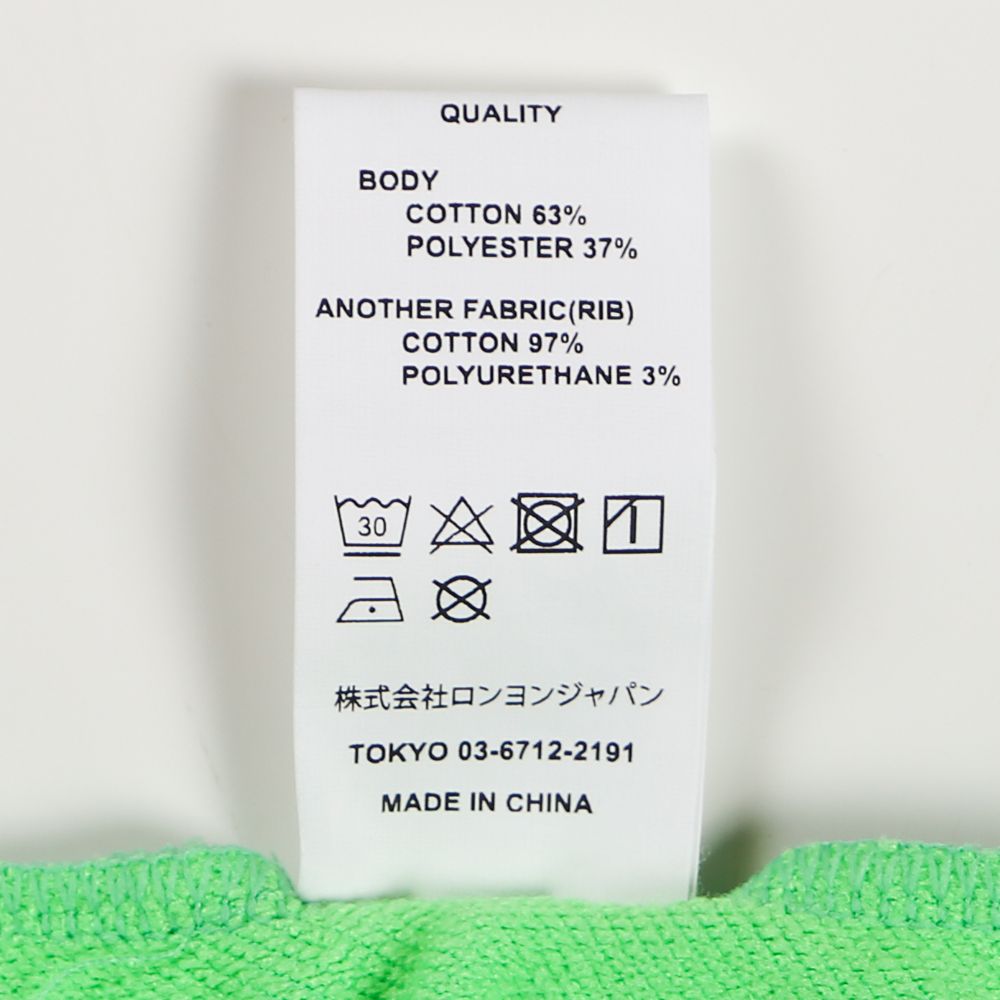 QUALITY
BODY
COTTON 63%
POLYESTER 37%
ANOTHER FABRIC(RIB)
COTTON 97%
POLYURETHANE 3%
30
株式会社ロンヨンジャパン
TOKYO 03-6712-2191
MADE IN CHINA